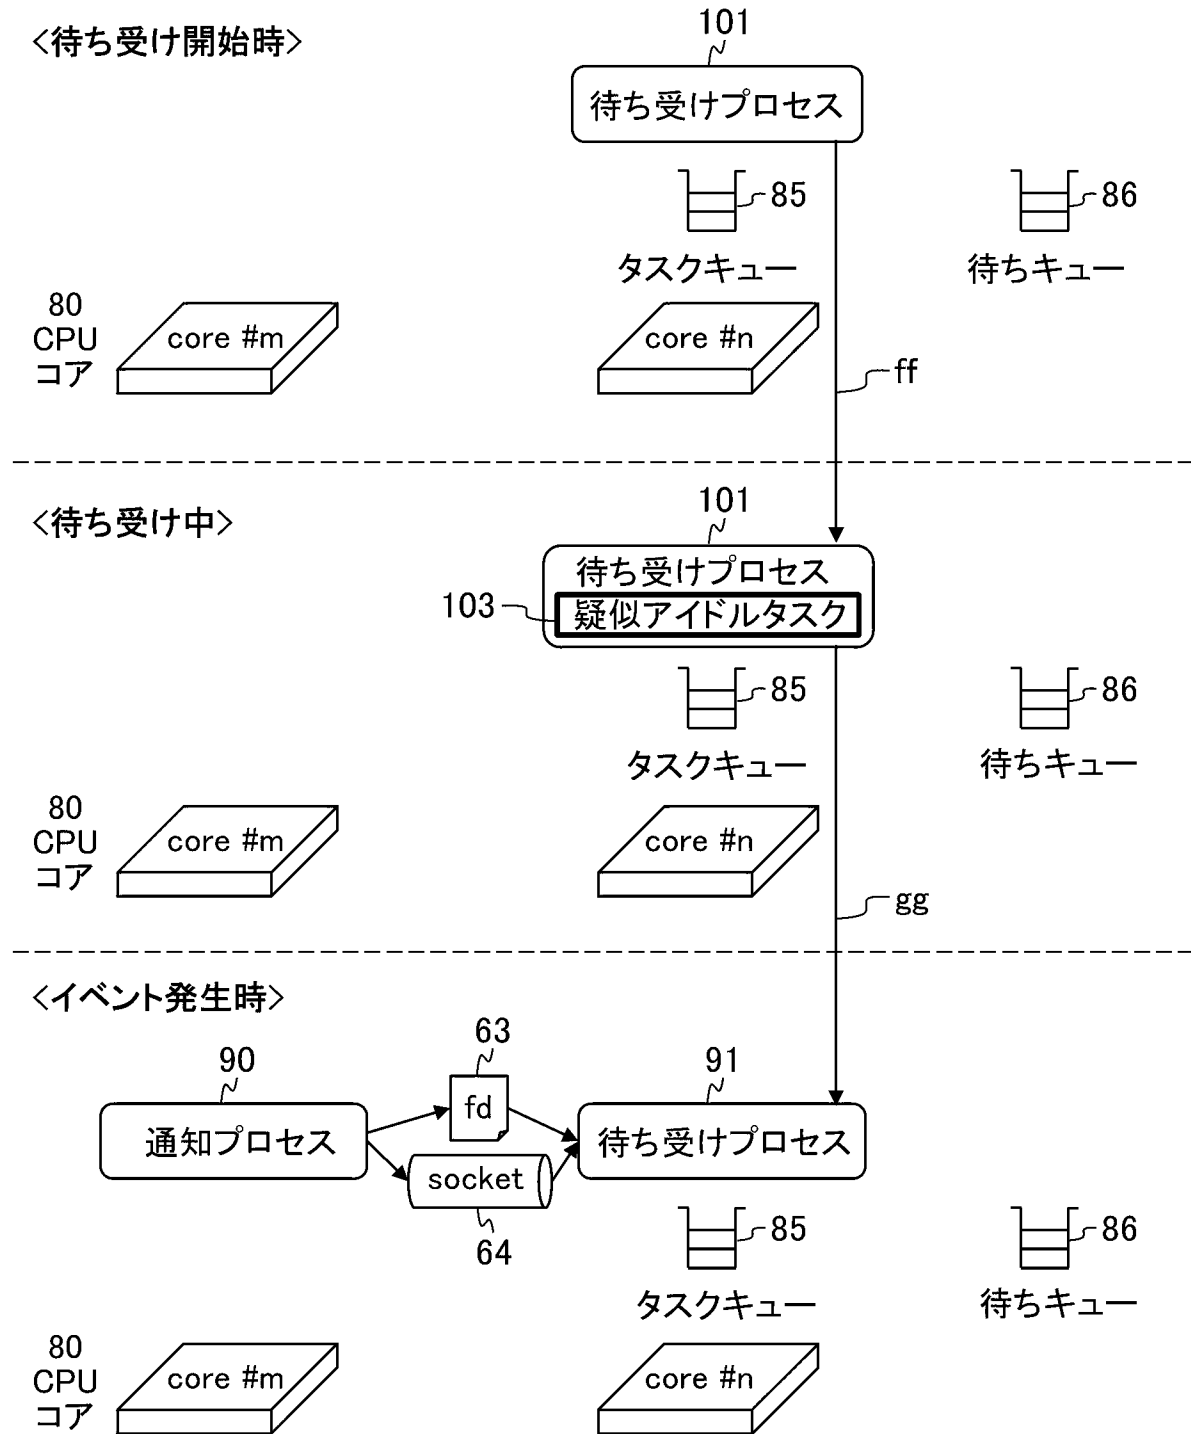 <待ち受け開始時>
101
待ち受けプロセス
85
86
タスクキュー
待ちキュー
80
CPU
コア
core #m
core #n
ff
<待ち受け中>
101
待ち受けプロセス
103
疑似アイドルタスク
85
86
タスクキュー
待ちキュー
80
CPU
コア
core #m
core #n
gg
<イベント発生時>
90
63
91
通知プロセス
fd
待ち受けプロセス
socket
64
85
86
タスクキュー
待ちキュー
80
CPU
コア
core #m
core #n